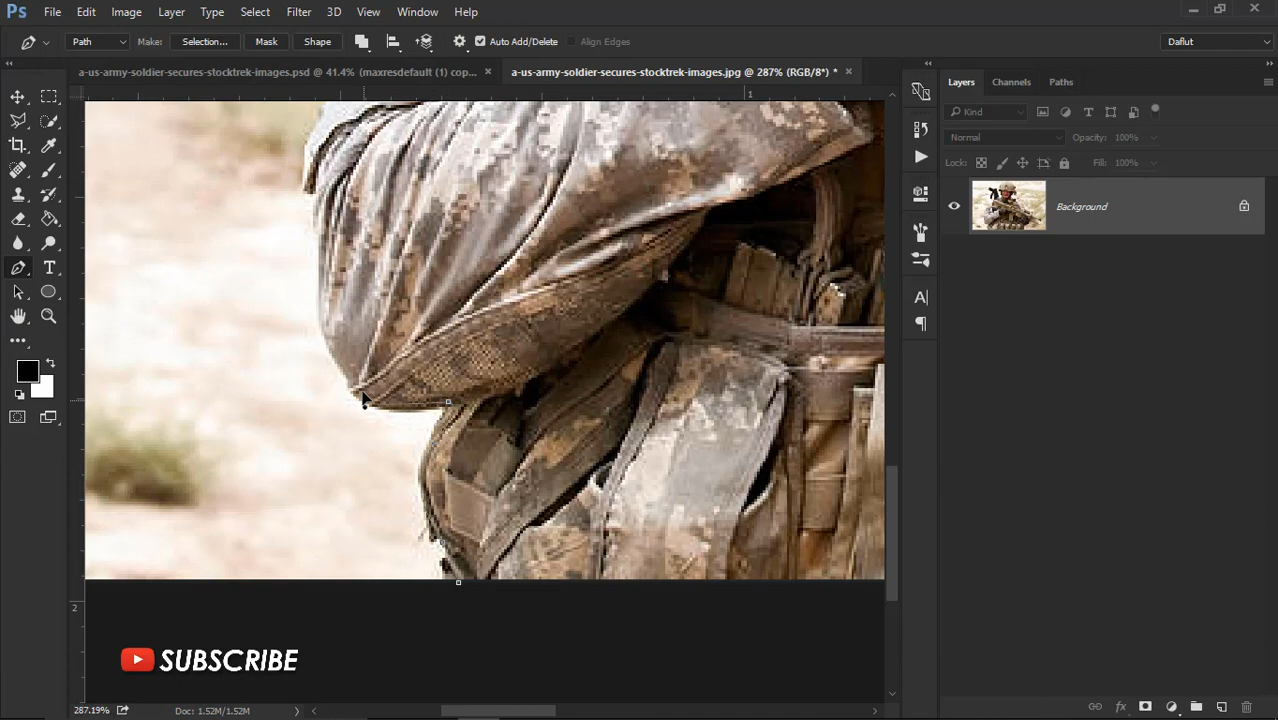 Ps File Edit Image Layer Type Select Filter 3D View Window Help
Path Make: Selection... Mask Shape Auto Add/Delete Align Edges Daflut
a-us-army-soldier-secures-stocktrek-images.psd @ 41.4% (maxresdefault (1) cop... × a-us-army-soldier-secures-stocktrek-images.jpg @ 287% (RGB/8*) * ×
Layers Channels Paths
1
Kind
Normal Opacity: 100%
Lock: Fill: 100%
Background
2
SUBSCRIBE
287.19% Doc: 1.52M/1.52M